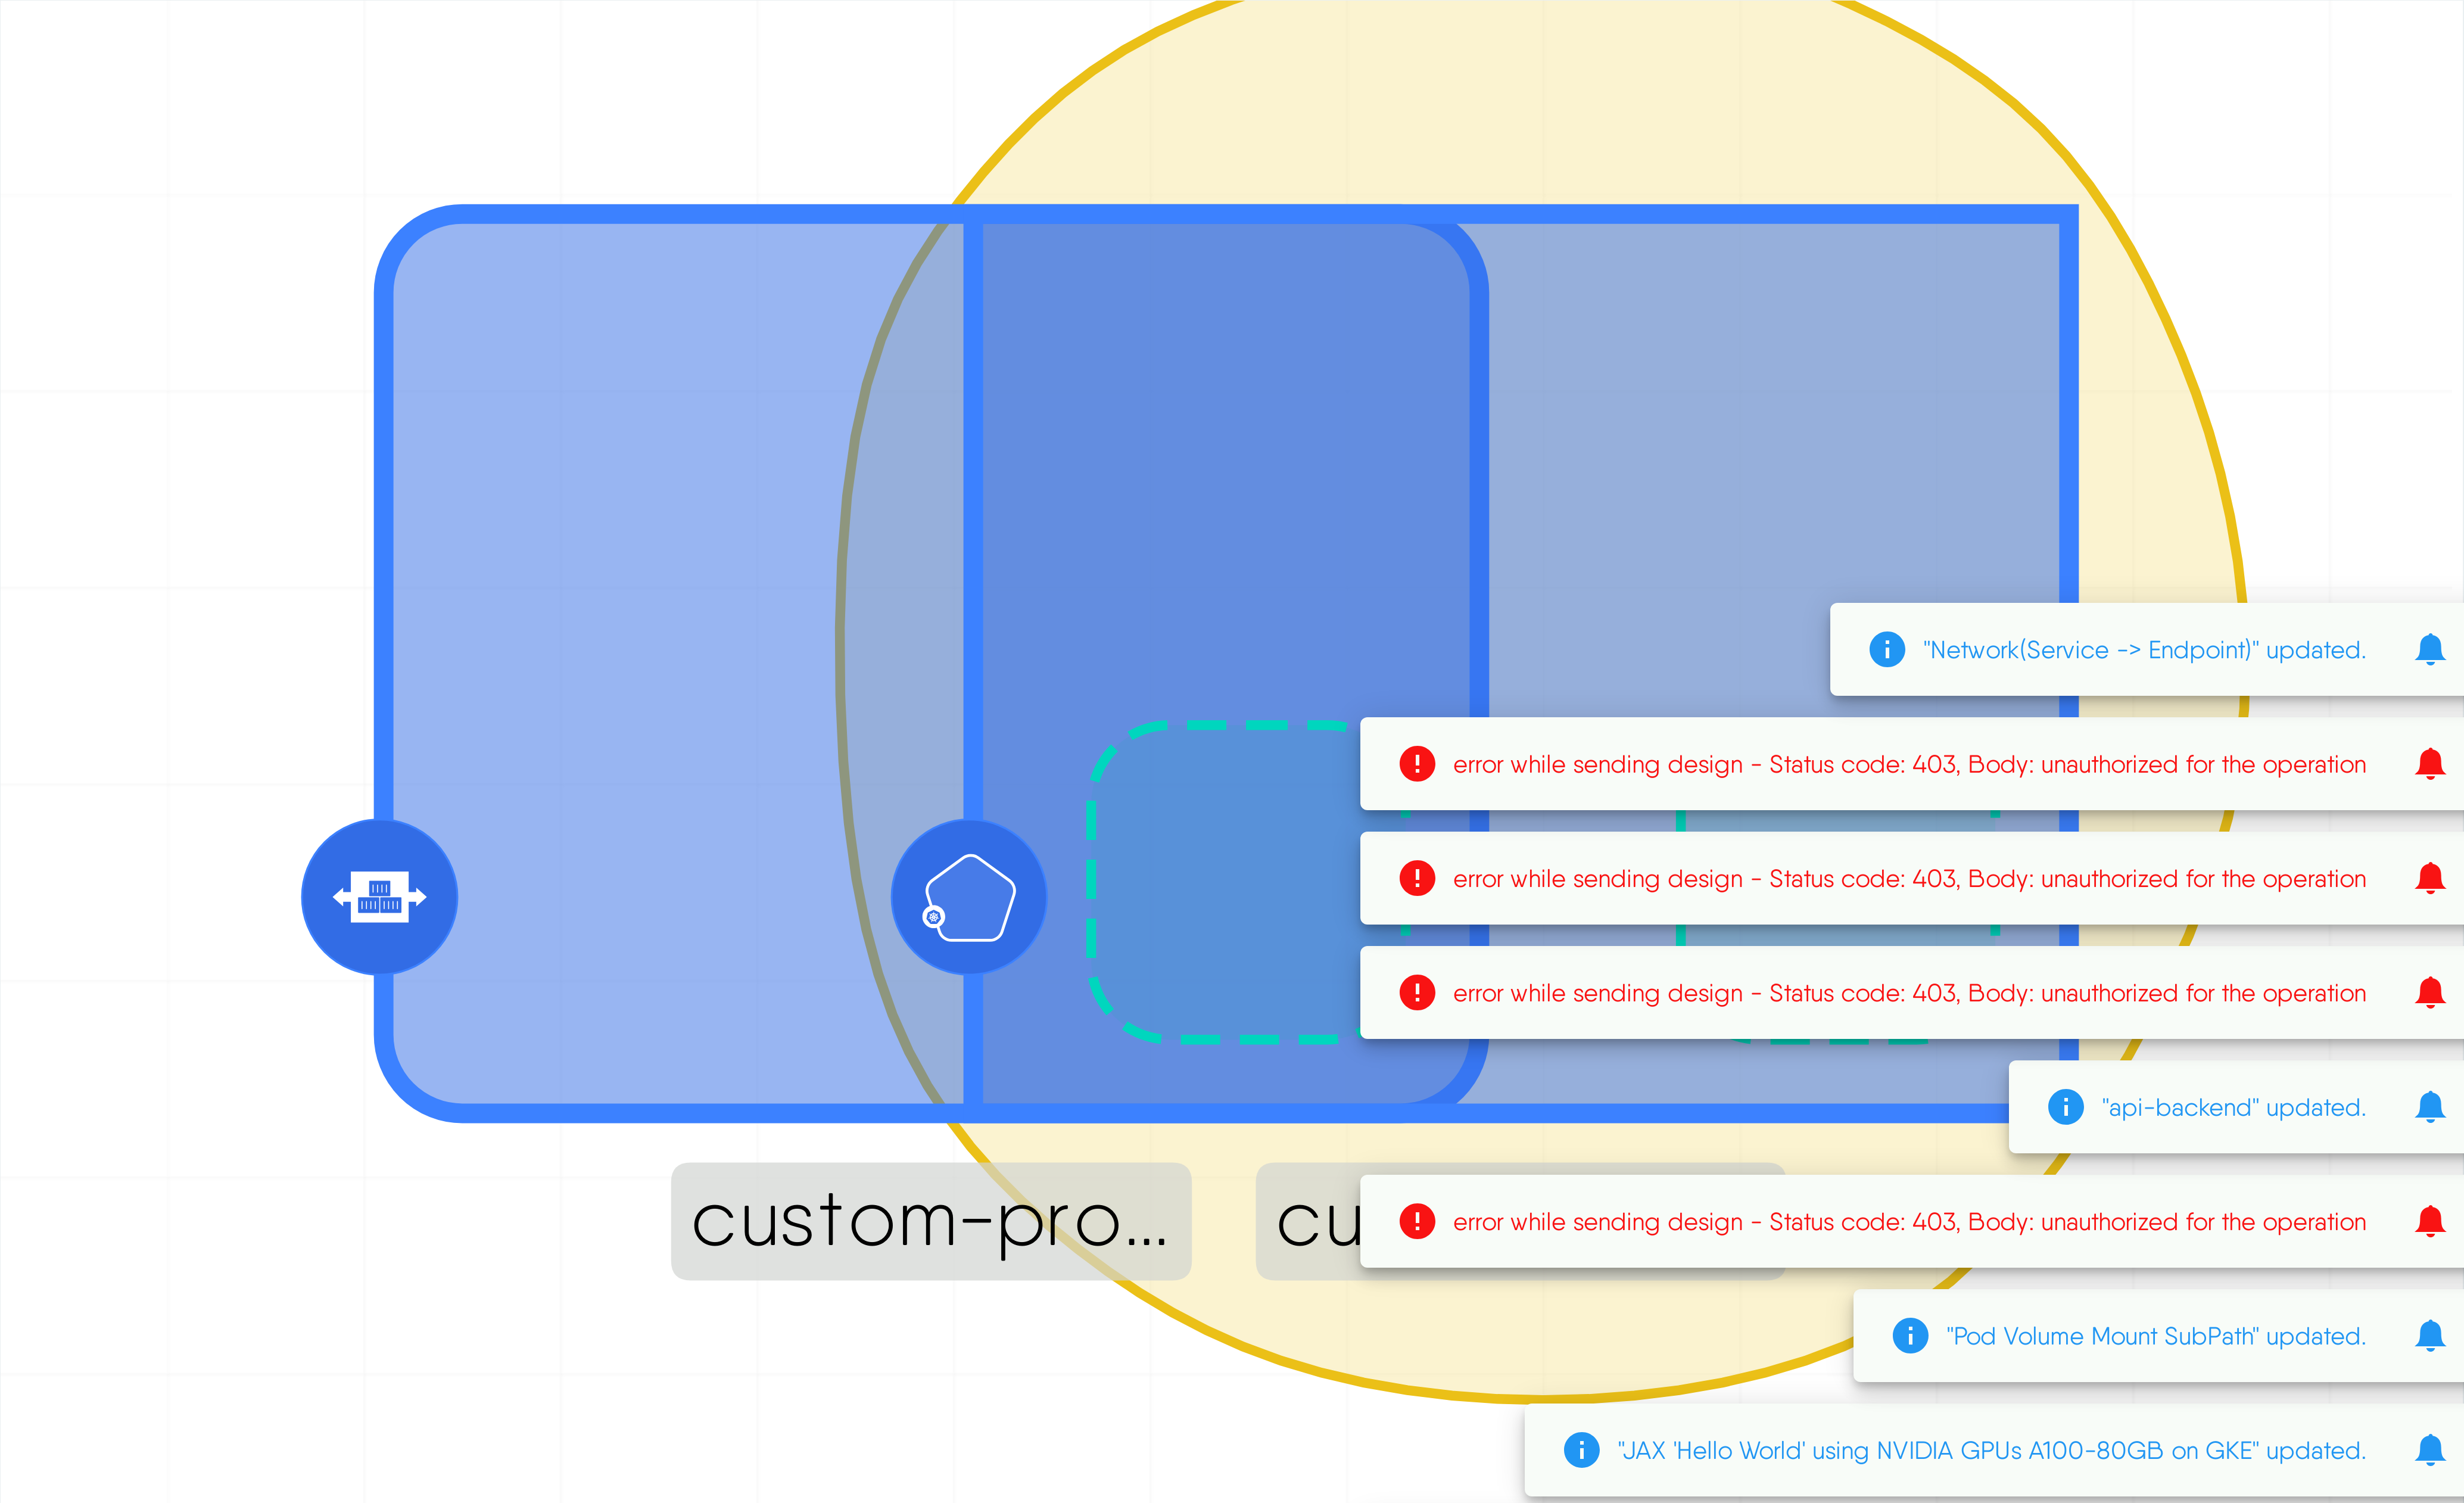 "Network(Service -> Endpoint)" updated.
error while sending design - Status code: 403, Body: unauthorized for the operation
error while sending design - Status code: 403, Body: unauthorized for the operation
error while sending design - Status code: 403, Body: unauthorized for the operation
"api-backend" updated.
custom-pro...
cu
error while sending design - Status code: 403, Body: unauthorized for the operation
"Pod Volume Mount SubPath" updated.
"JAX 'Hello World' using NVIDIA GPUs A100-80GB on GKE" updated.